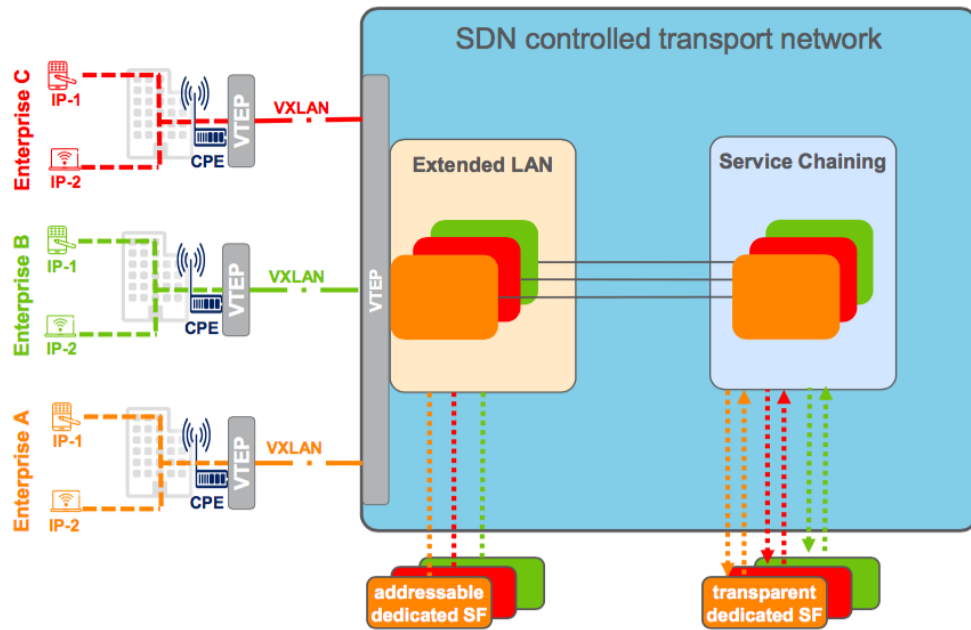 SDN controlled transport network
Enterprise C
IP-1
IP-2
CPE
VTEP
VXLAN
Enterprise B
IP-1
IP-2
CPE
VTEP
VXLAN
Enterprise A
IP-1
IP-2
CPE
VTEP
VXLAN
VTEP
Extended LAN
Service Chaining
addressable
dedicated SF
transparent
dedicated SF